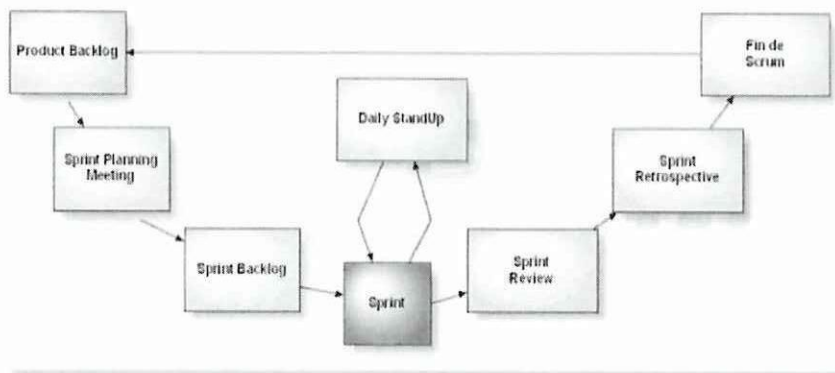 Product Backlog
Fin de
Scrum
Daily StandUp
Sprint Planning
Meeting
Sprint
Retrospective
Sprint Backlog
Sprint
Sprint
Review